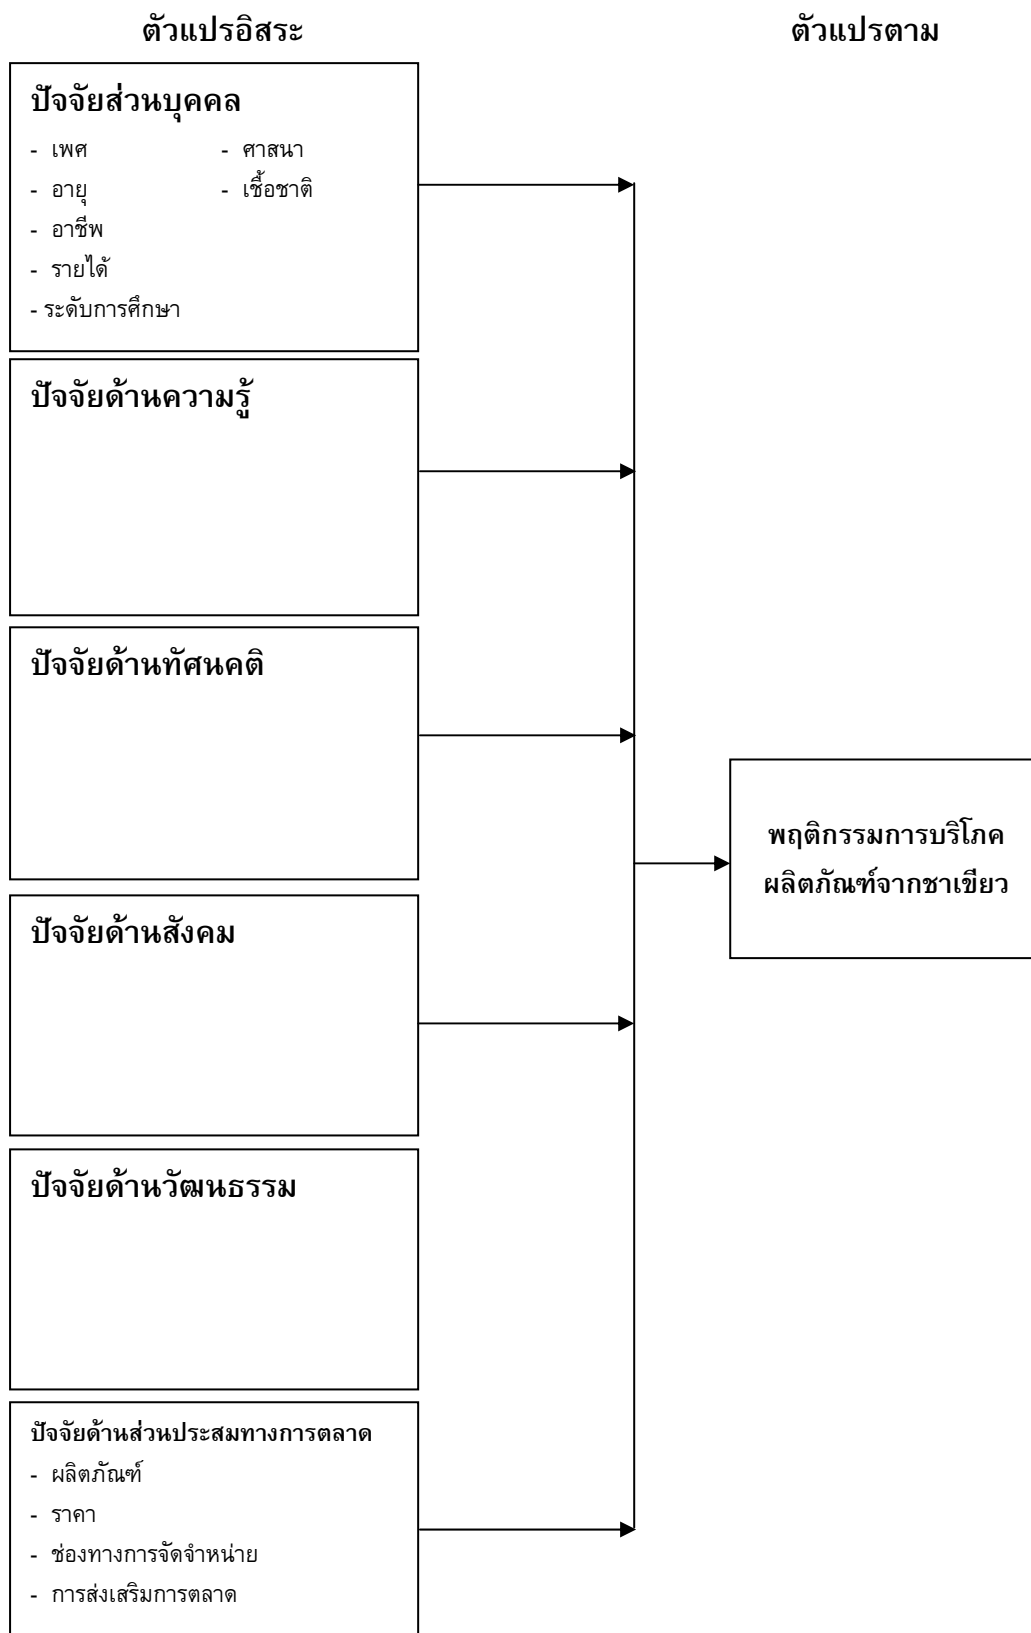 ตัวแปรอิสระ ตัวแปรตาม
ปัจจัยส่วนบุคคล
- เพศ - ศาสนา
- อายุ - เชื้อชาติ
- อาชีพ
- รายได้
- ระดับการศึกษา
ปัจจัยด้านความรู้
ปัจจัยด้านทัศนคติ
พฤติกรรมการบริโภค
ผลิตภัณฑ์จากชาเขียว
ปัจจัยด้านสังคม
ปัจจัยด้านวัฒนธรรม
ปัจจัยด้านส่วนประสมทางการตลาด
- ผลิตภัณฑ์
- ราคา
- ช่องทางการจัดจำหน่าย
- การส่งเสริมการตลาด